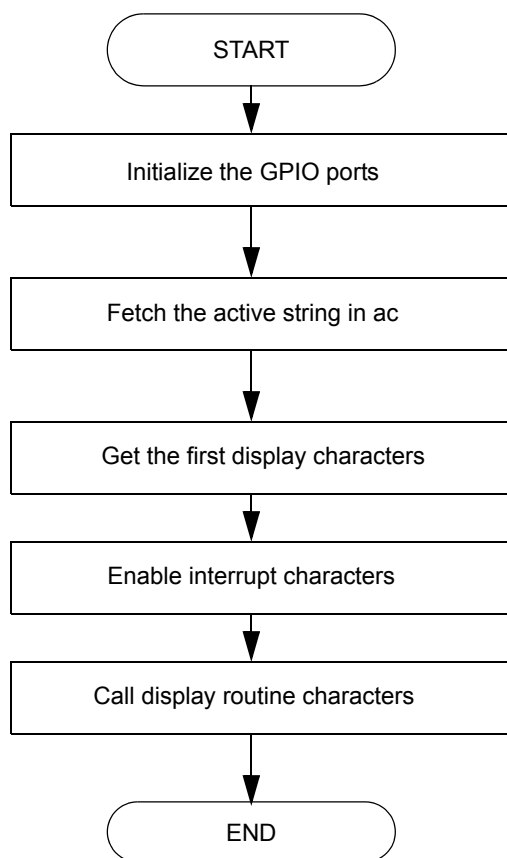 START
Initialize the GPIO ports
Fetch the active string in ac
Get the first display characters
Enable interrupt characters
Call display routine characters
END